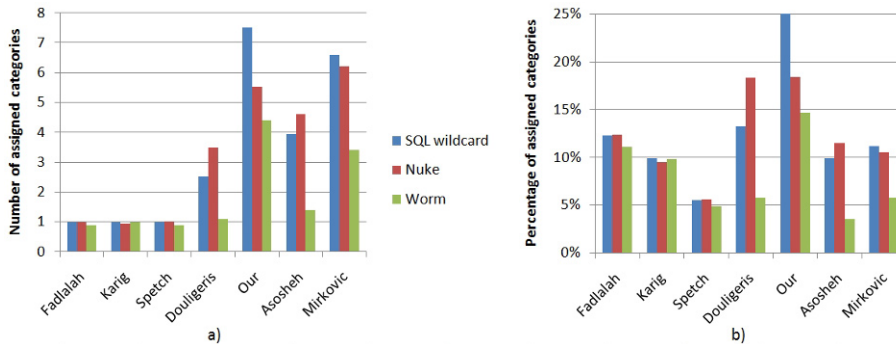 Number of assigned categories
8
7
6
5
4
3
2
1
0
Fadlalah
Karig
Spetch
Douligeris
Our
Asosheh
Mirkovic
a)
SQL wildcard
Nuke
Worm
Percentage of assigned categories
25%
20%
15%
10%
5%
0%
Fadlalah
Karig
Spetch
Douligeris
Our
Asosheh
Mirkovic
b)